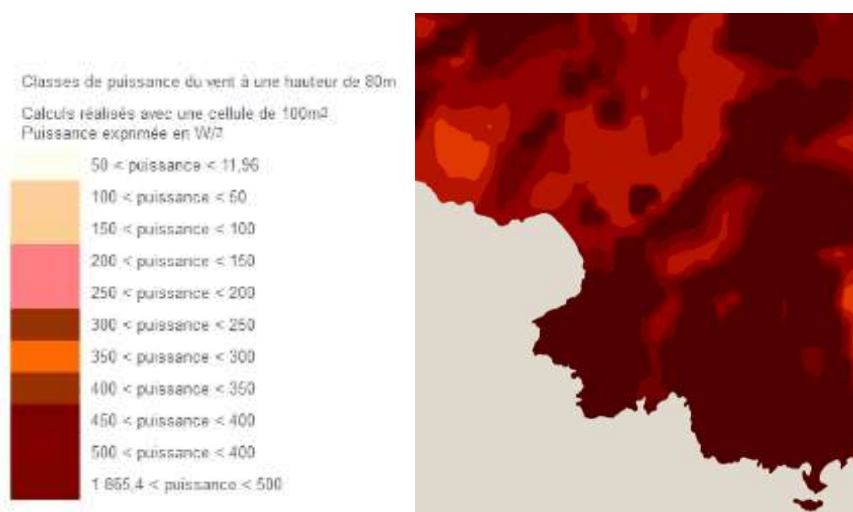 Classes de puissance du vent à une hauteur de 80m
Calculs réalisés avec une cellule de 100m²
Puissance exprimée en W/²
50 < puissance < 11,96
100 < puissance < 50
150 < puissance < 100
200 < puissance < 150
250 < puissance < 200
300 < puissance < 250
350 < puissance < 300
400 < puissance < 350
450 < puissance < 400
500 < puissance < 400
1 865,4 < puissance < 500